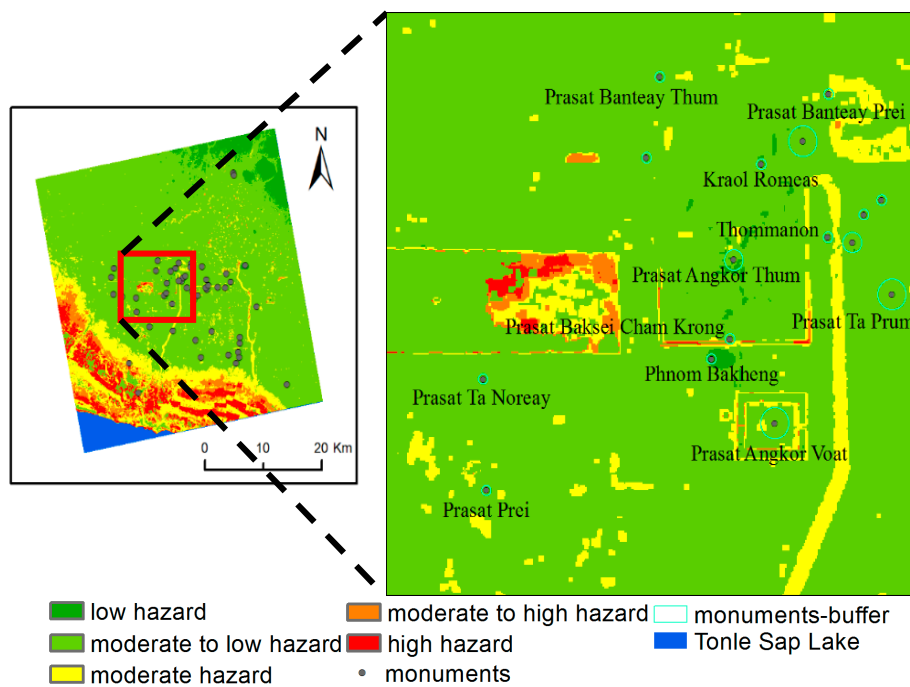 N
0 10 20 Km
Prasat Banteay Thum
Prasat Banteay Prei
Kraol Romeas
Thommanon
Prasat Angkor Thum
Prasat Ta Prum
Prasat Baksei Cham Krong
Phnom Bakheng
Prasat Ta Noreay
Prasat Angkor Voat
Prasat Prei
low hazard
moderate to low hazard
moderate hazard
moderate to high hazard
high hazard
monuments
monuments-buffer
Tonle Sap Lake